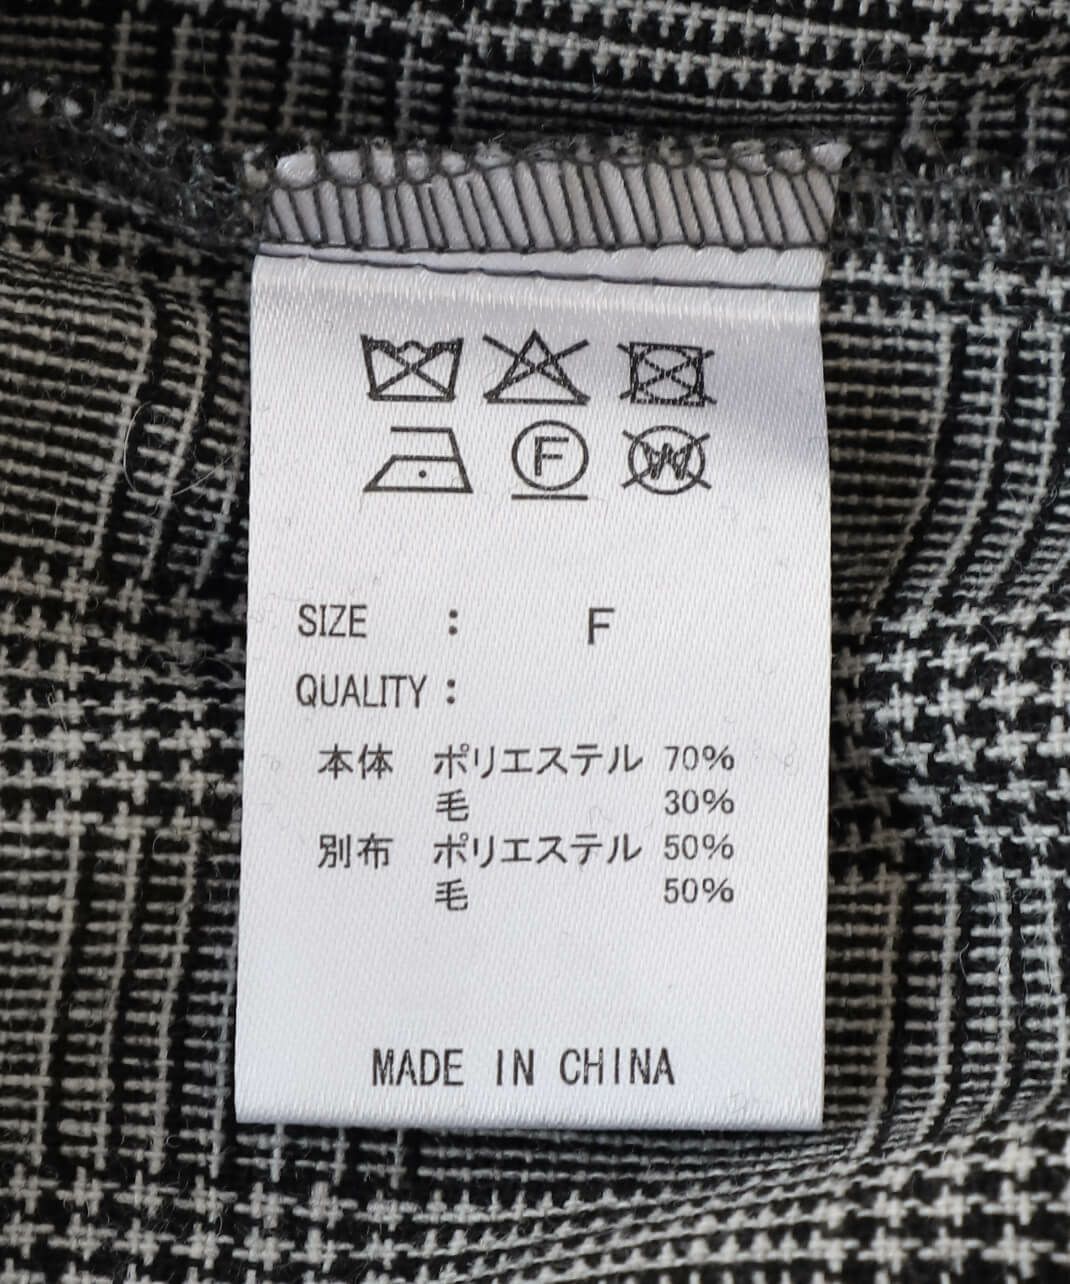 F W
SIZE : F
QUALITY :
本体 ポリエステル 70%
毛 30%
別布 ポリエステル 50%
毛 50%
MADE IN CHINA